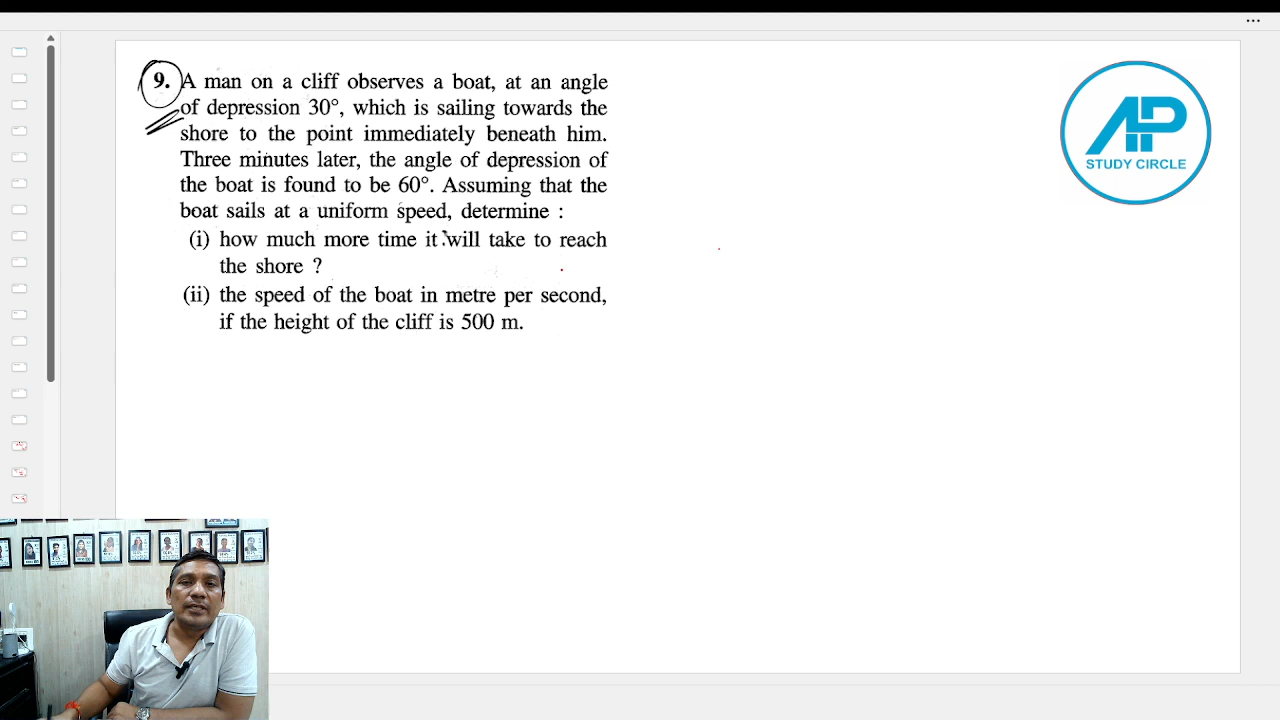 9. A man on a cliff observes a boat, at an angle
of depression 30°, which is sailing towards the
shore to the point immediately beneath him.
Three minutes later, the angle of depression of
the boat is found to be 60°. Assuming that the
boat sails at a uniform speed, determine :
(i) how much more time it will take to reach
the shore ?
(ii) the speed of the boat in metre per second,
if the height of the cliff is 500 m.
AP
STUDY CIRCLE